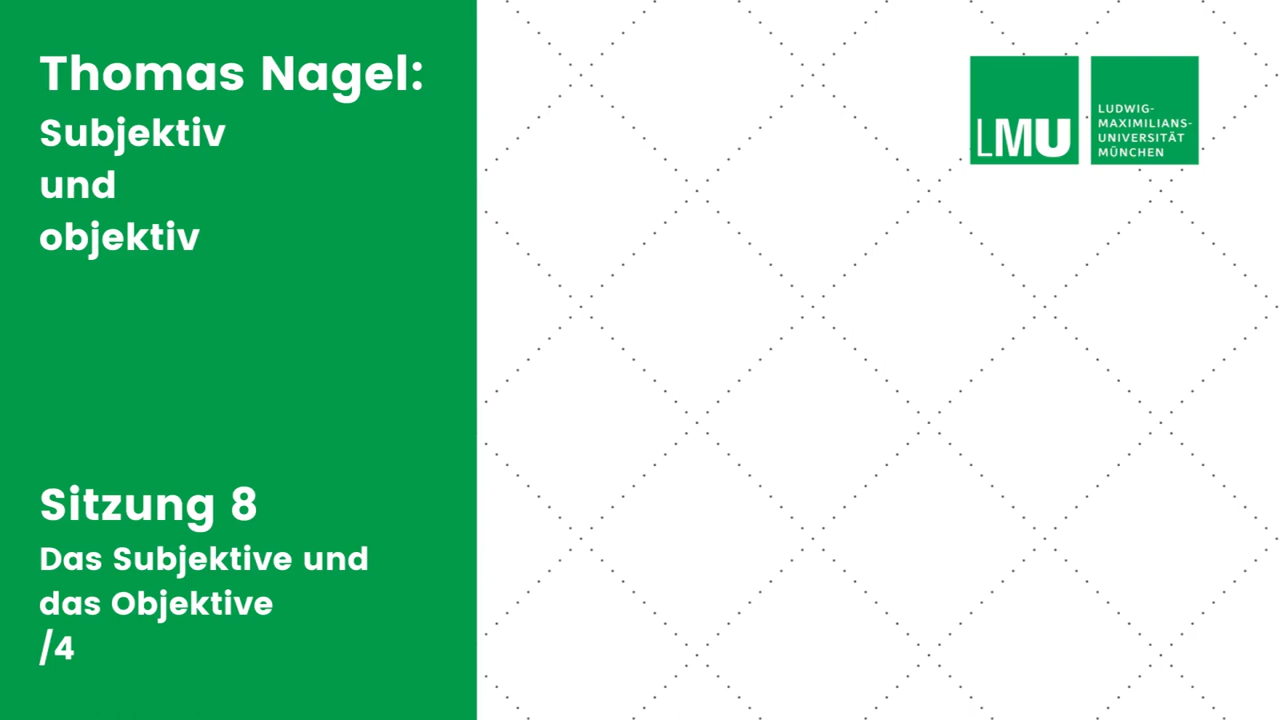 Thomas Nagel:
Subjektiv
und
objektiv
Sitzung 8
Das Subjektive und
das Objektive
/4
LMU
LUDWIG-
MAXIMILIANS-
UNIVERSITÄT
MÜNCHEN